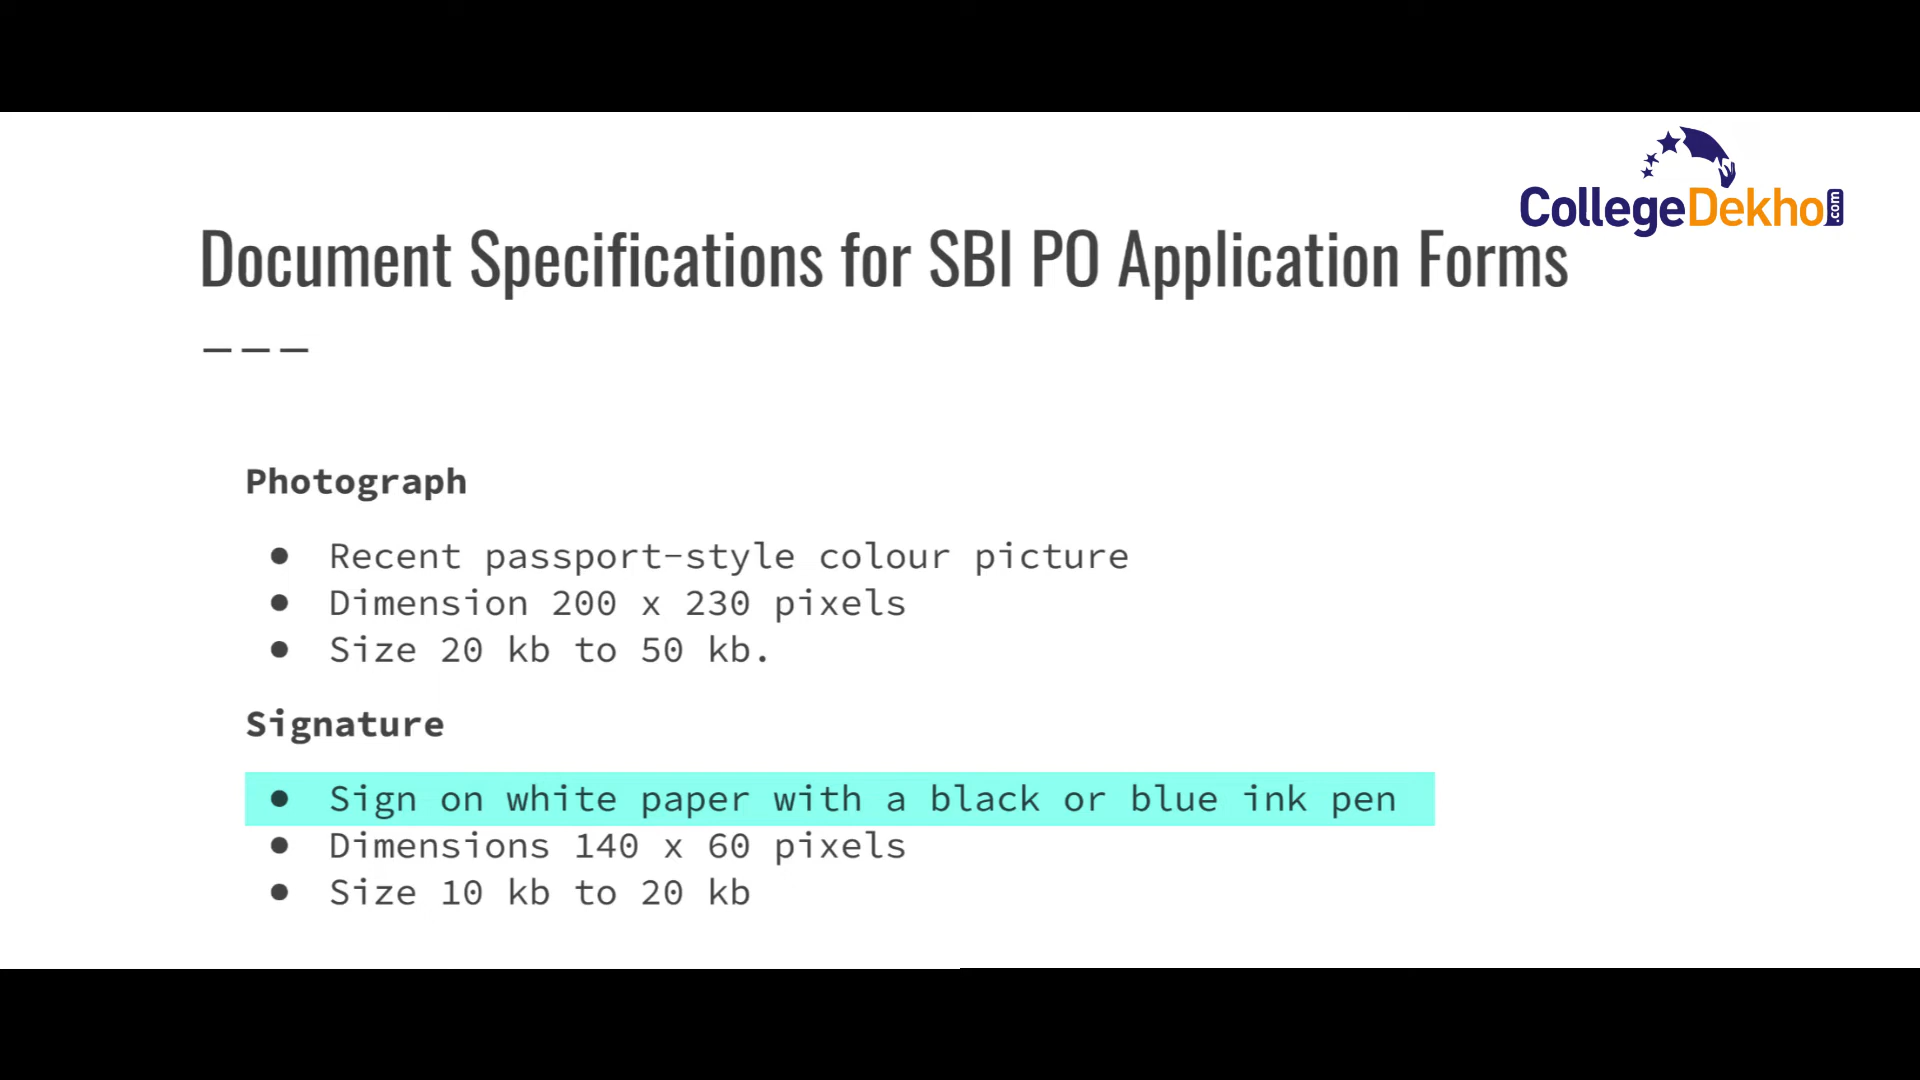 CollegeDekho.com
Document Specifications for SBI PO Application Forms
———
Photograph
● Recent passport-style colour picture
● Dimension 200 x 230 pixels
● Size 20 kb to 50 kb.
Signature
● Sign on white paper with a black or blue ink pen
● Dimensions 140 x 60 pixels
● Size 10 kb to 20 kb